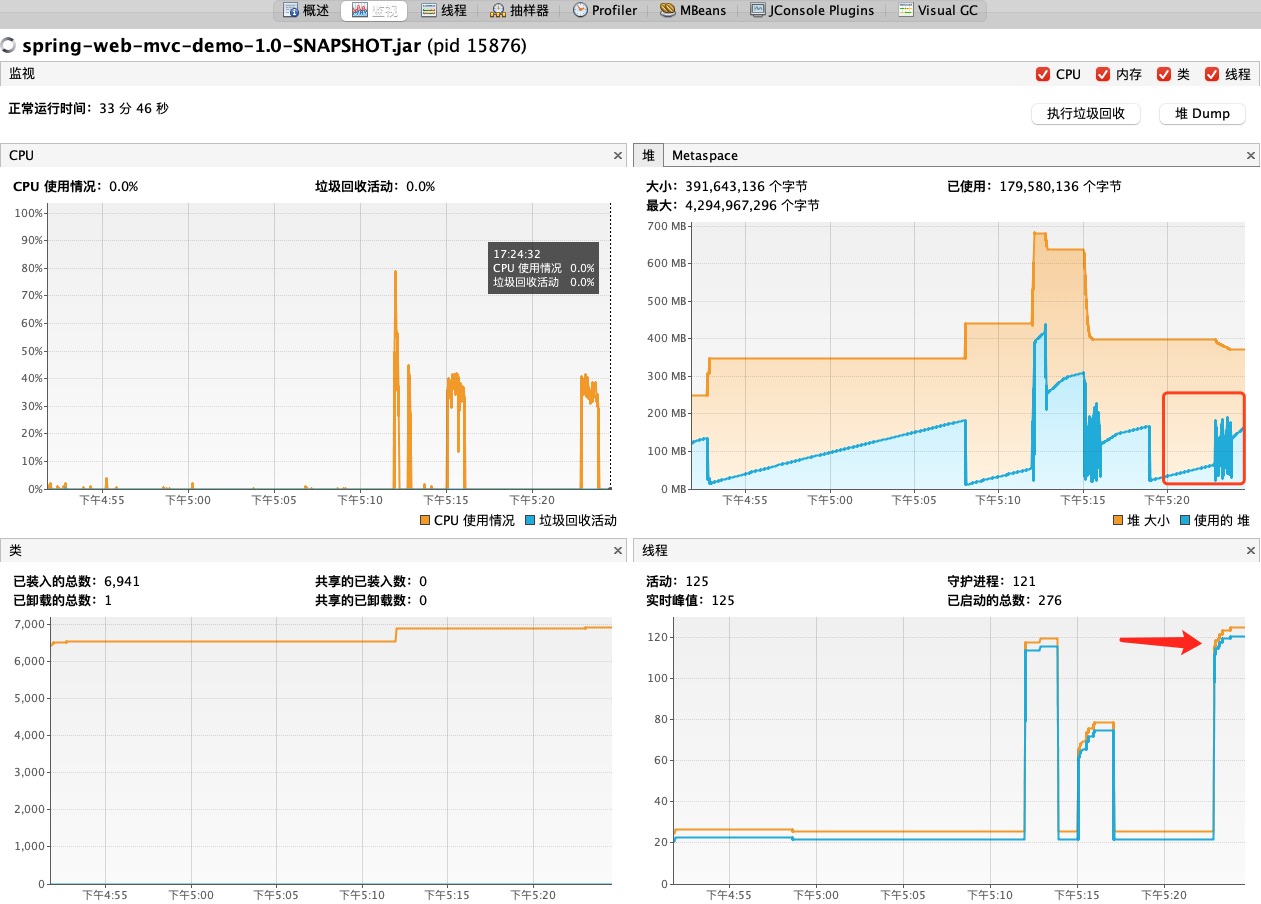 概述 监视 线程 抽样器 Profiler MBeans JConsole Plugins Visual GC
spring-web-mvc-demo-1.0-SNAPSHOT.jar (pid 15876)
监视 CPU 内存 类 线程
正常运行时间: 33 分 46 秒
执行垃圾回收 堆 Dump
CPU
CPU 使用情况: 0.0% 垃圾回收活动: 0.0%
100%
90%
80%
70%
60%
50%
40%
30%
20%
10%
0%
17:24:32
CPU 使用情况 0.0%
垃圾回收活动 0.0%
下午4:55 下午5:00 下午5:05 下午5:10 下午5:15 下午5:20
CPU 使用情况 垃圾回收活动
堆 Metaspace
大小: 391,643,136 个字节 已使用: 179,580,136 个字节
最大: 4,294,967,296 个字节
700 MB
600 MB
500 MB
400 MB
300 MB
200 MB
100 MB
0 MB
下午4:55 下午5:00 下午5:05 下午5:10 下午5:15 下午5:20
堆 大小 使用的 堆
类
已装入的总数: 6,941 共享的已装入数: 0
已卸载的总数: 1 共享的已卸载数: 0
7,000
6,000
5,000
4,000
3,000
2,000
1,000
0
下午4:55 下午5:00 下午5:05 下午5:10 下午5:15 下午5:20
线程
活动: 125 守护进程: 121
实时峰值: 125 已启动的总数: 276
120
100
80
60
40
20
0
下午4:55 下午5:00 下午5:05 下午5:10 下午5:15 下午5:20